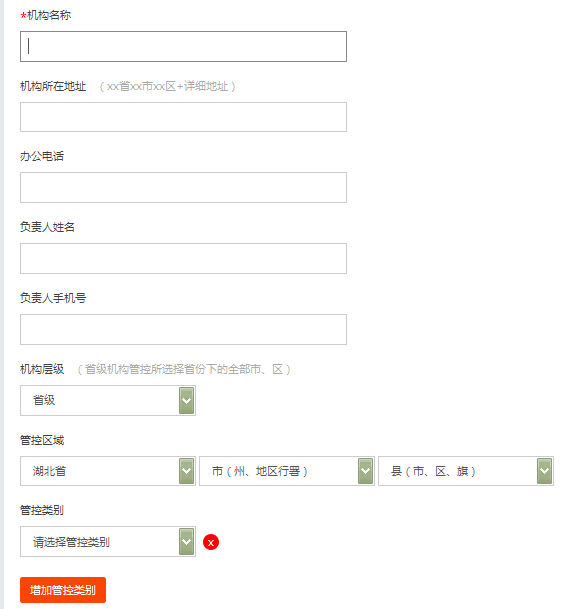 *机构名称
机构所在地址 （xx省xx市xx区+详细地址）
办公电话
负责人姓名
负责人手机号
机构层级 （省级机构管控所选择省份下的全部市、区）
省级
管控区域
湖北省 市（州、地区行署） 县（市、区、旗）
管控类别
请选择管控类别 x
增加管控类别